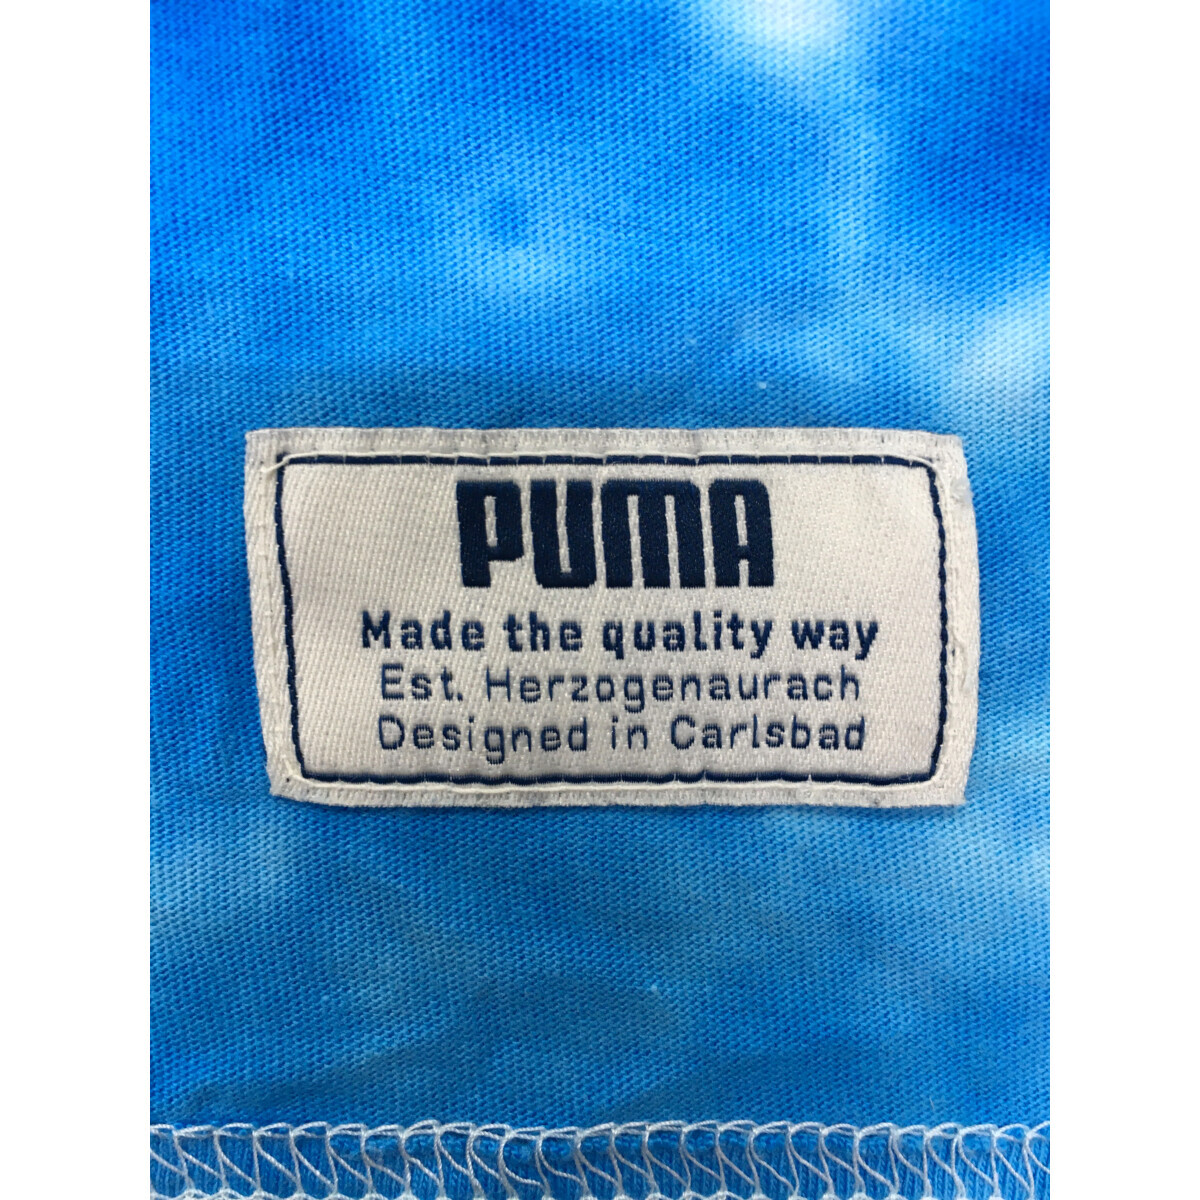 PUMA
Made the quality way
Est. Herzogenaurach
Designed in Carlsbad